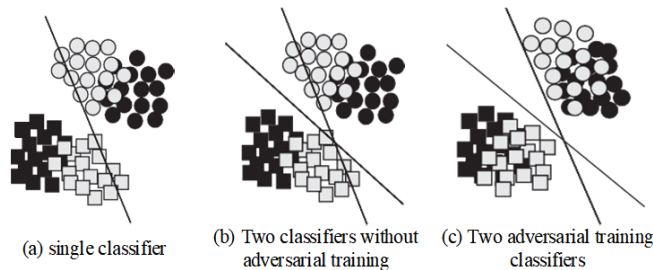 (a) single classifier
(b) Two classifiers without
adversarial training
(c) Two adversarial training
classifiers